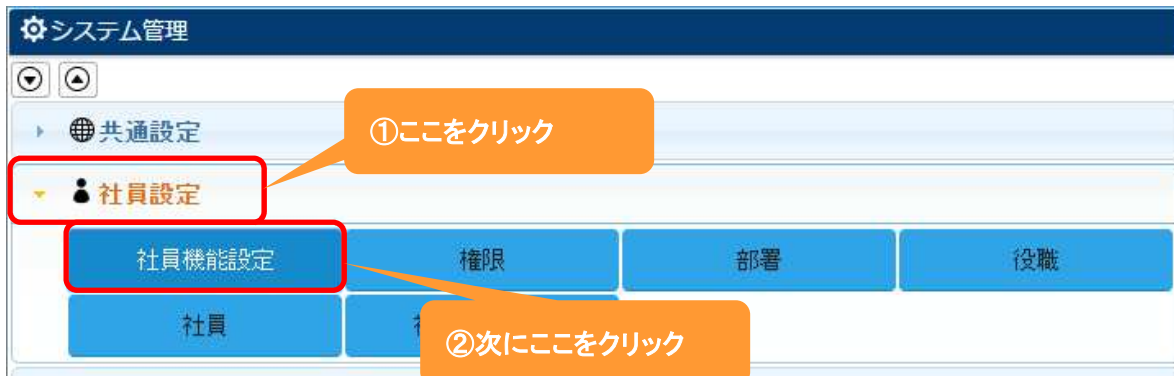 システム管理
共通設定
①ここをクリック
社員設定
社員機能設定
権限
部署
役職
社員
②次にここをクリック